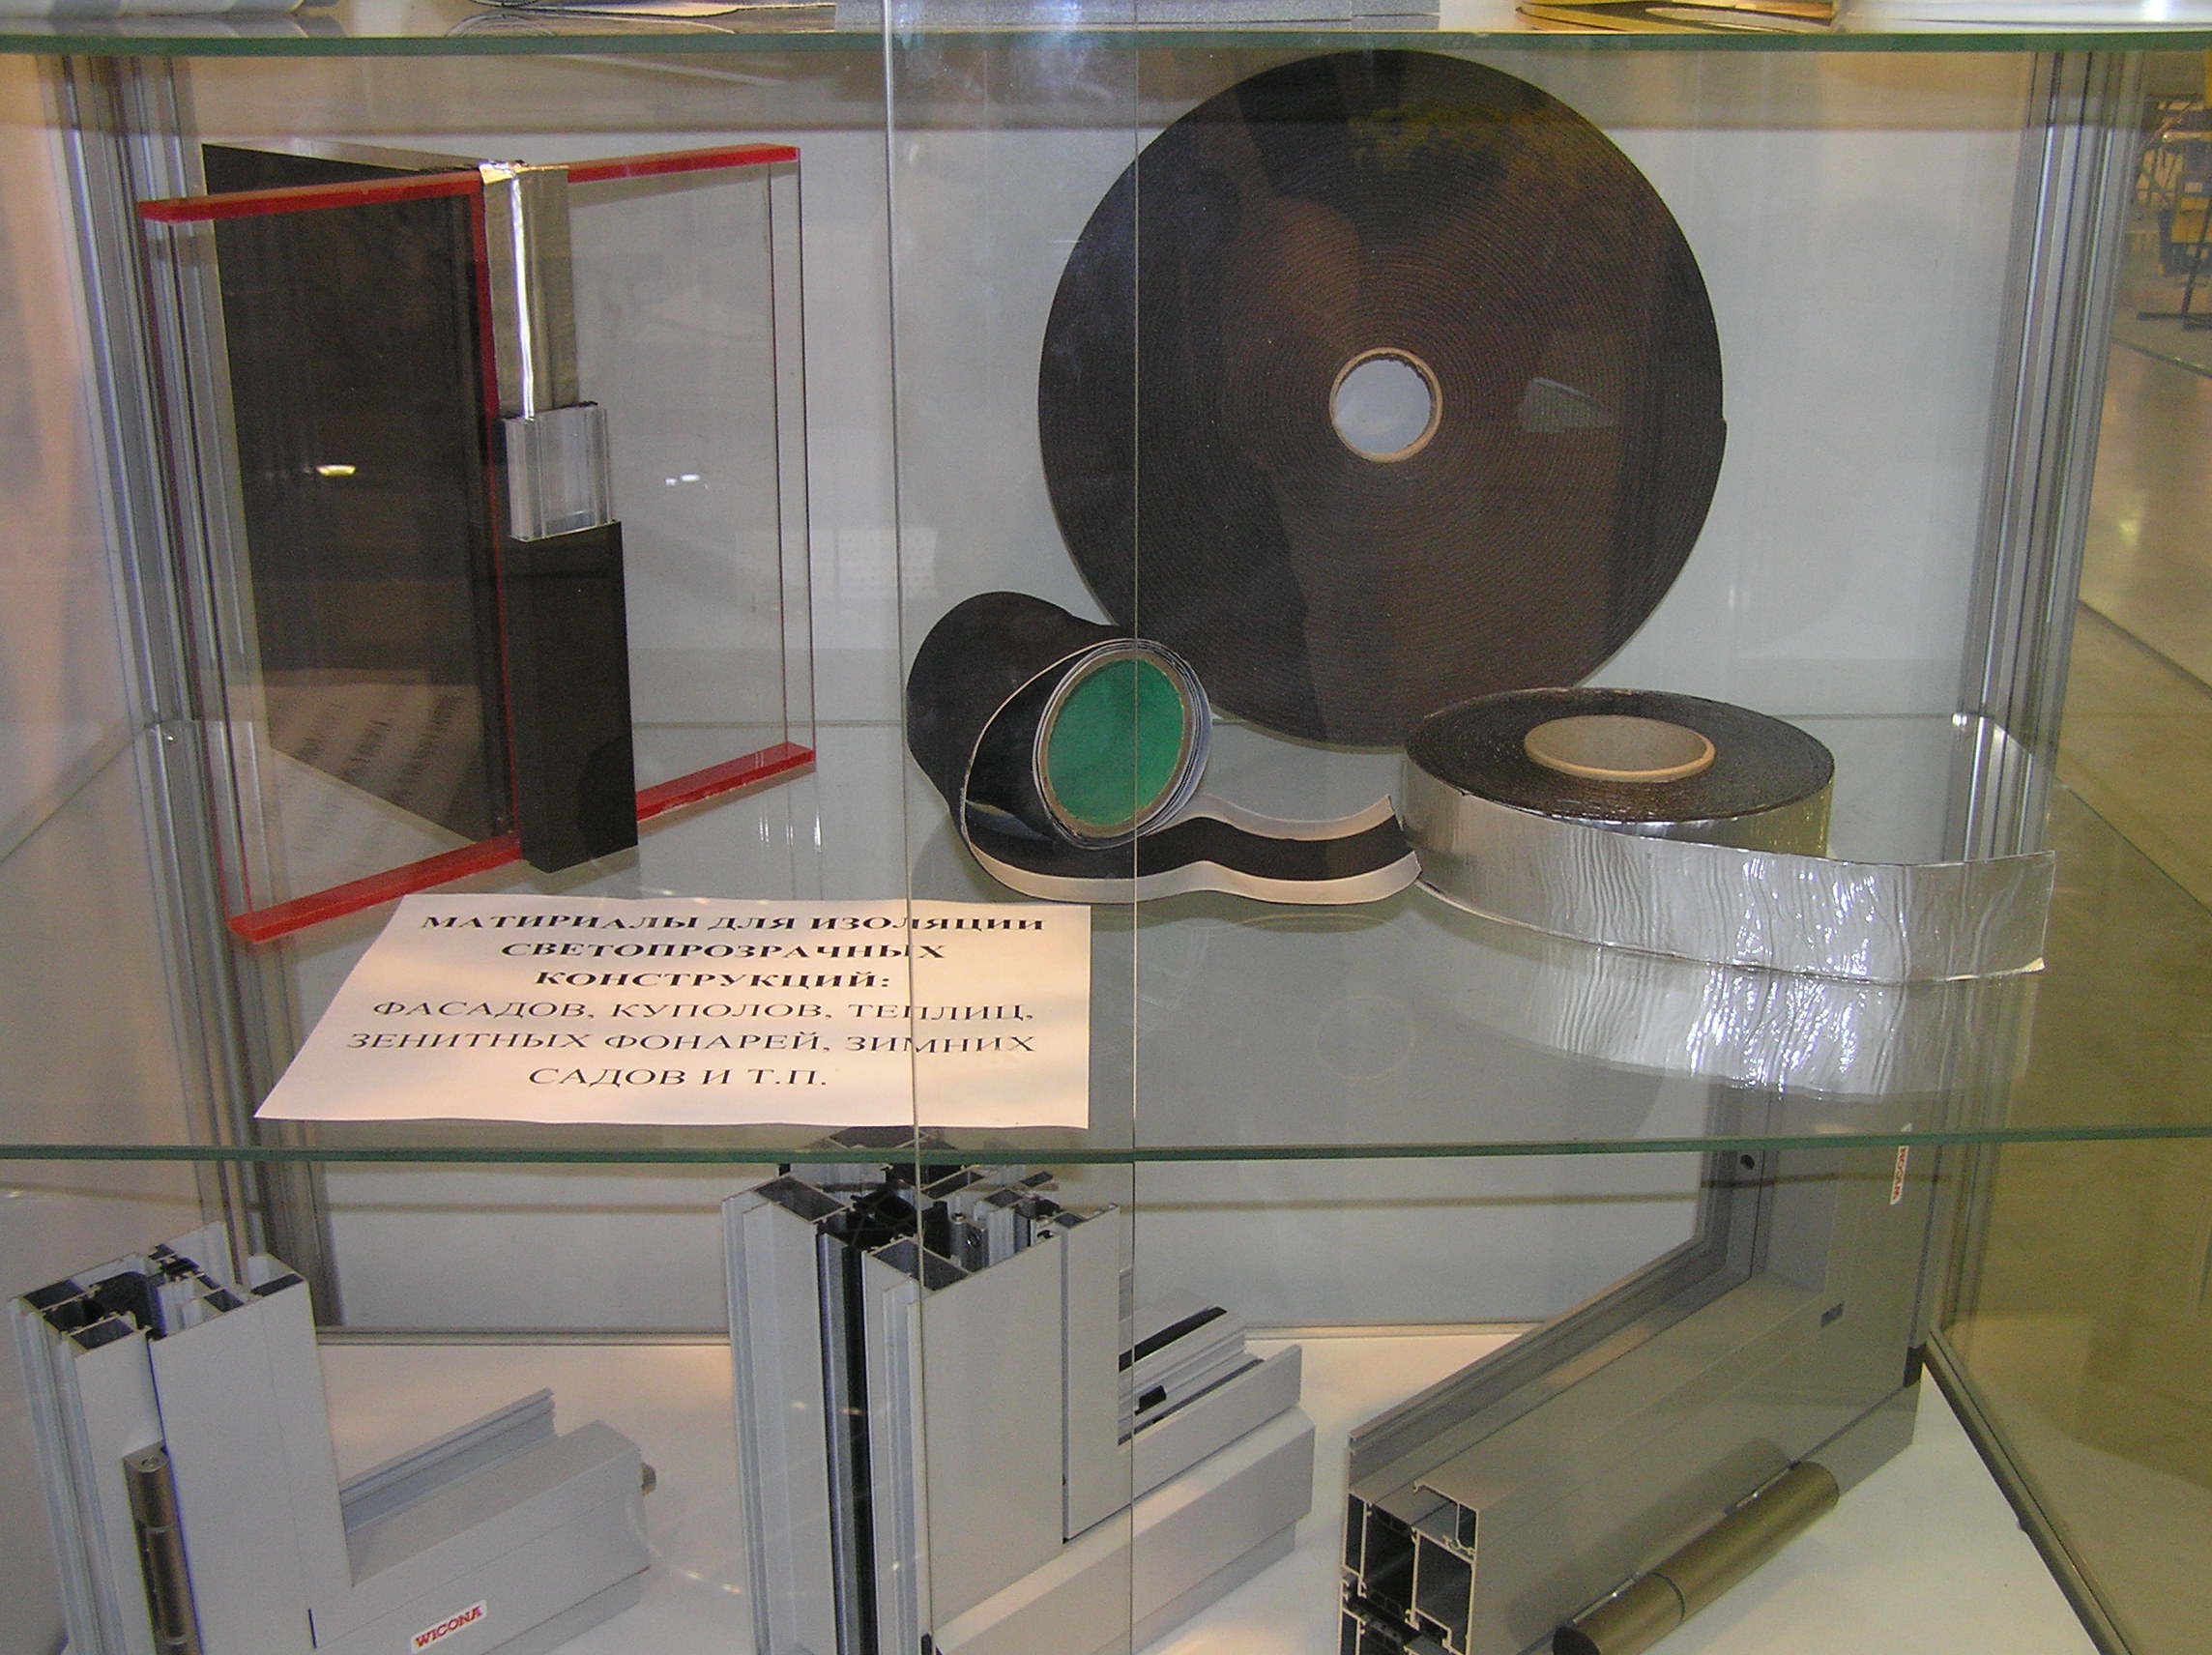 МАТИРИАЛЫ ДЛЯ ИЗОЛЯЦИИ
СВЕТОПРОЗРАЧНЫХ
КОНСТРУКЦИЙ:
ФАСАДОВ, КУПОЛОВ, ТЕПЛИЦ,
ЗЕНИТНЫХ ФОНАРЕЙ, ЗИМНИХ
САДОВ И Т.П.
WICONA
WICONA